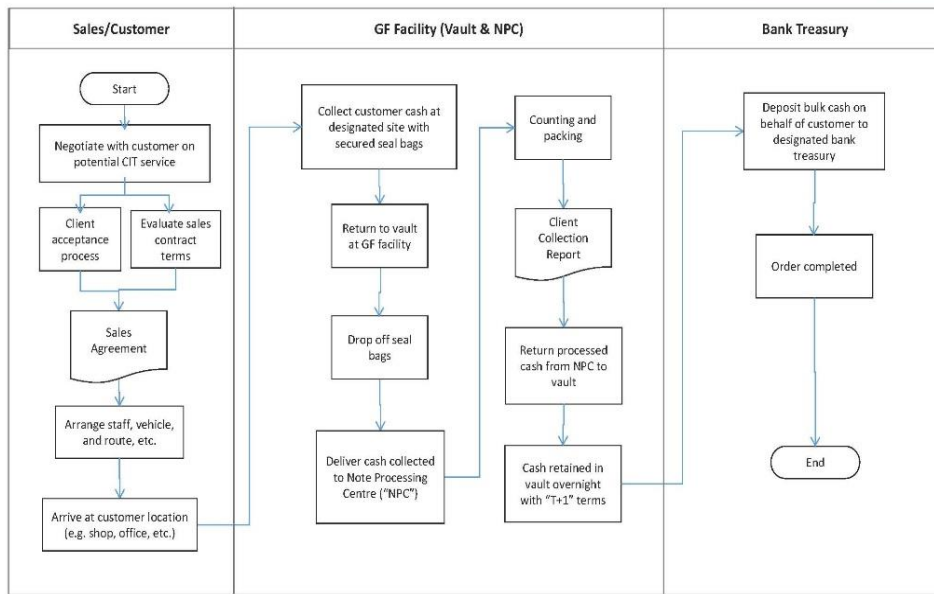 Sales/Customer
GF Facility (Vault & NPC)
Bank Treasury
Start
Negotiate with customer on
potential CIT service
Client
acceptance
process
Evaluate sales
contract
terms
Sales
Agreement
Arrange staff, vehicle,
and route, etc.
Arrive at customer location
(e.g. shop, office, etc.)
Collect customer cash at
designated site with
secured seal bags
Return to vault
at GF facility
Drop off seal
bags
Deliver cash collected
to Note Processing
Centre ("NPC")
Counting and
packing
Client
Collection
Report
Return processed
cash from NPC to
vault
Cash retained in
vault overnight
with "T+1" terms
Deposit bulk cash on
behalf of customer to
designated bank
treasury
Order completed
End